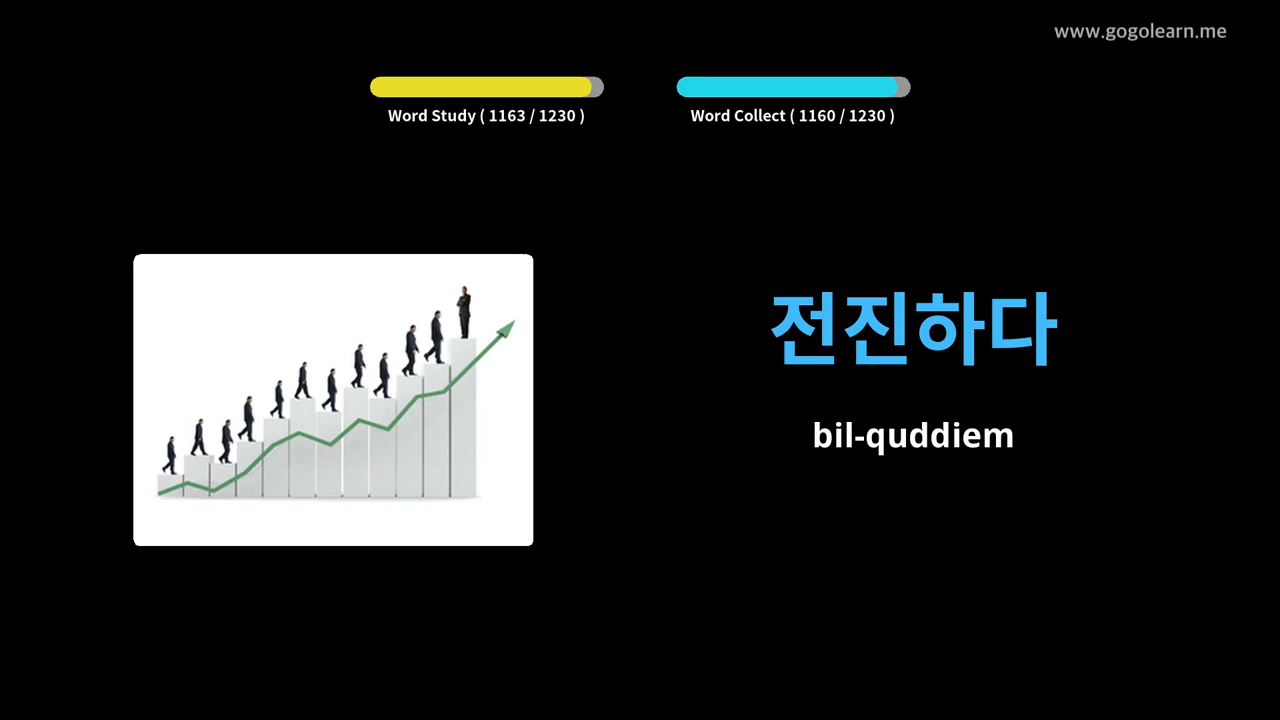 www.gogolearn.me
Word Study ( 1163 / 1230 )
Word Collect ( 1160 / 1230 )
전진하다
bil-quddiem